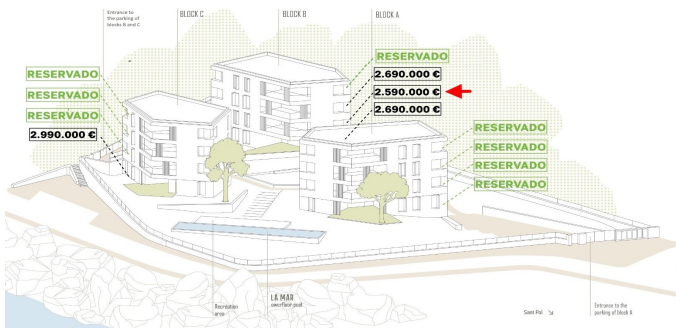 Entrance to
the parking of
blocks B and C
BLOCK C
BLOCK B
BLOCK A
RESERVADO
RESERVADO
RESERVADO
2.990.000 €
RESERVADO
2.690.000 €
2.590.000 €
2.690.000 €
RESERVADO
RESERVADO
RESERVADO
RESERVADO
Recreation
area
LA MAR
overflow pool
Sant Pol
Entrance to the
parking of block A